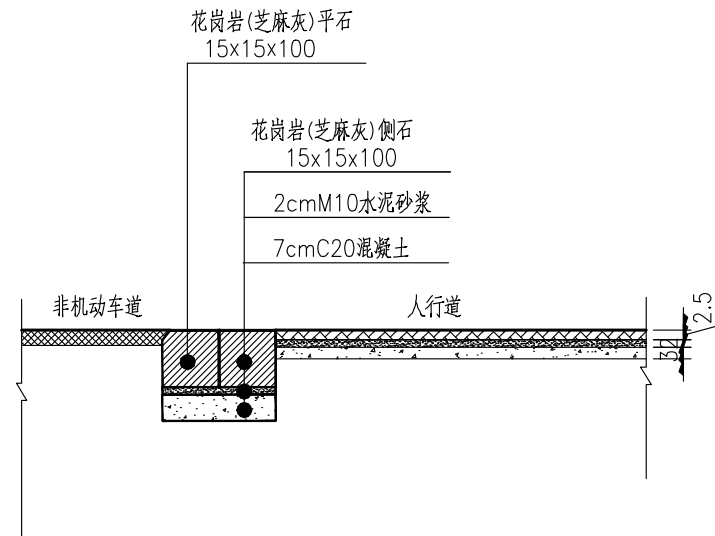 花岗岩(芝麻灰)平石
15x15x100
花岗岩(芝麻灰)侧石
15x15x100
2cmM10水泥砂浆
7cmC20混凝土
非机动车道
人行道
2.5